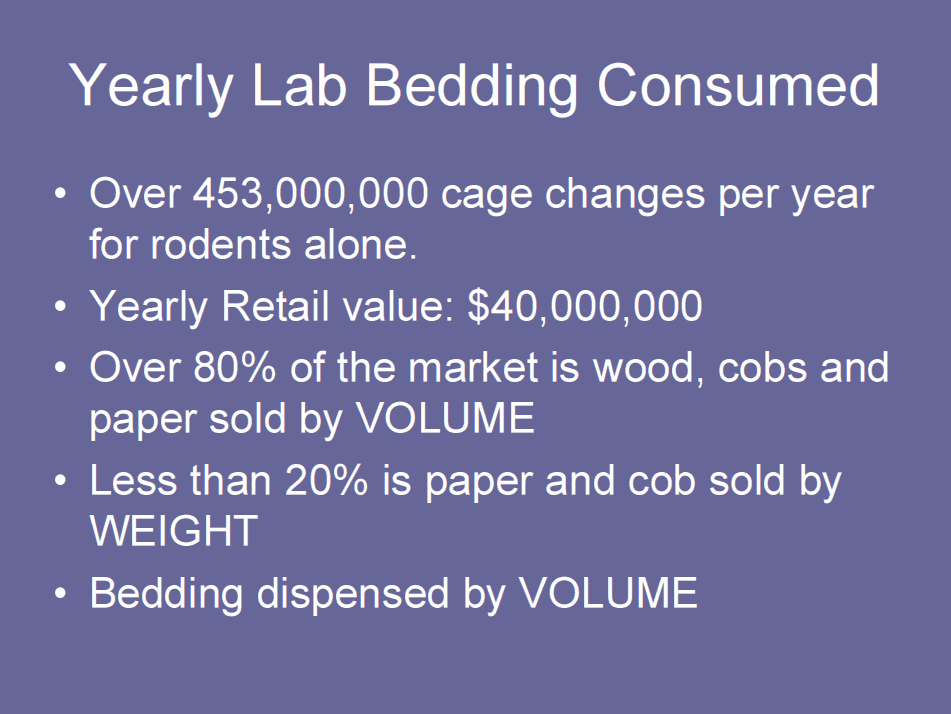 Yearly Lab Bedding Consumed
• Over 453,000,000 cage changes per year
for rodents alone.
• Yearly Retail value: $40,000,000
• Over 80% of the market is wood, cobs and
paper sold by VOLUME
• Less than 20% is paper and cob sold by
WEIGHT
• Bedding dispensed by VOLUME